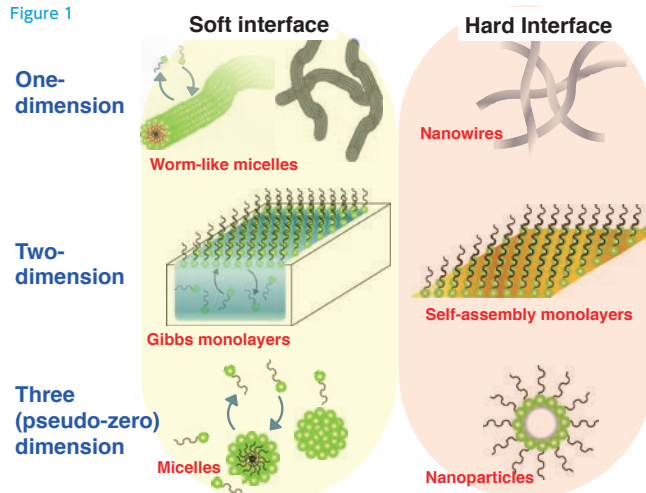 Figure 1
Soft interface
Hard Interface
One-
dimension
Worm-like micelles
Nanowires
Two-
dimension
Gibbs monolayers
Self-assembly monolayers
Three
(pseudo-zero)
dimension
Micelles
Nanoparticles